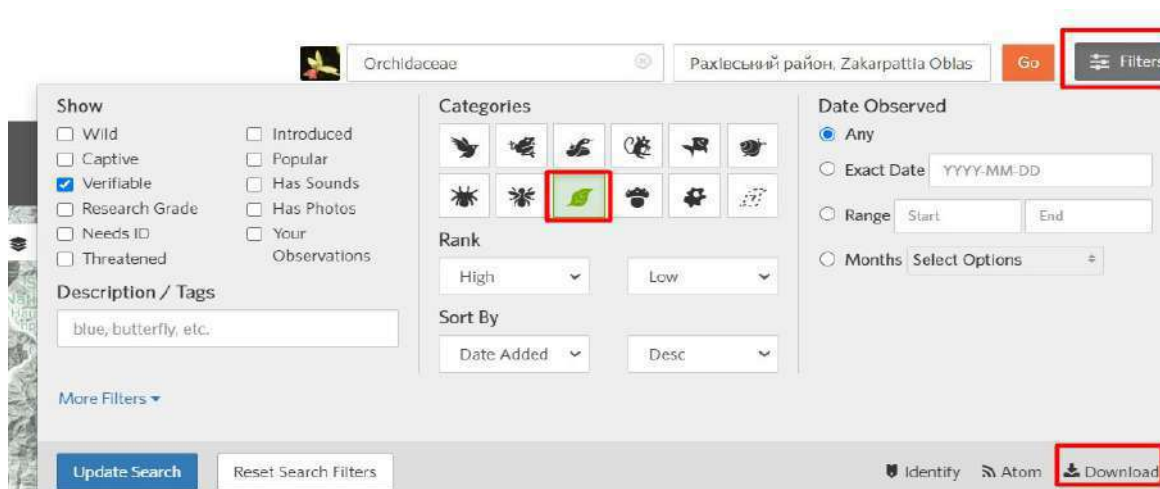 Orchidaceae
Рахівський район, Zakarpattia Oblas
Go
Filters
Show
Wild
Captive
Verifiable
Research Grade
Needs ID
Threatened
Introduced
Popular
Has Sounds
Has Photos
Your
Observations
Description / Tags
blue, butterfly, etc.
More Filters
Categories
Rank
High
Low
Sort By
Date Added
Desc
Date Observed
Any
Exact Date YYYY-MM-DD
Range Start End
Months Select Options
Update Search
Reset Search Filters
Identify
Atom
Download